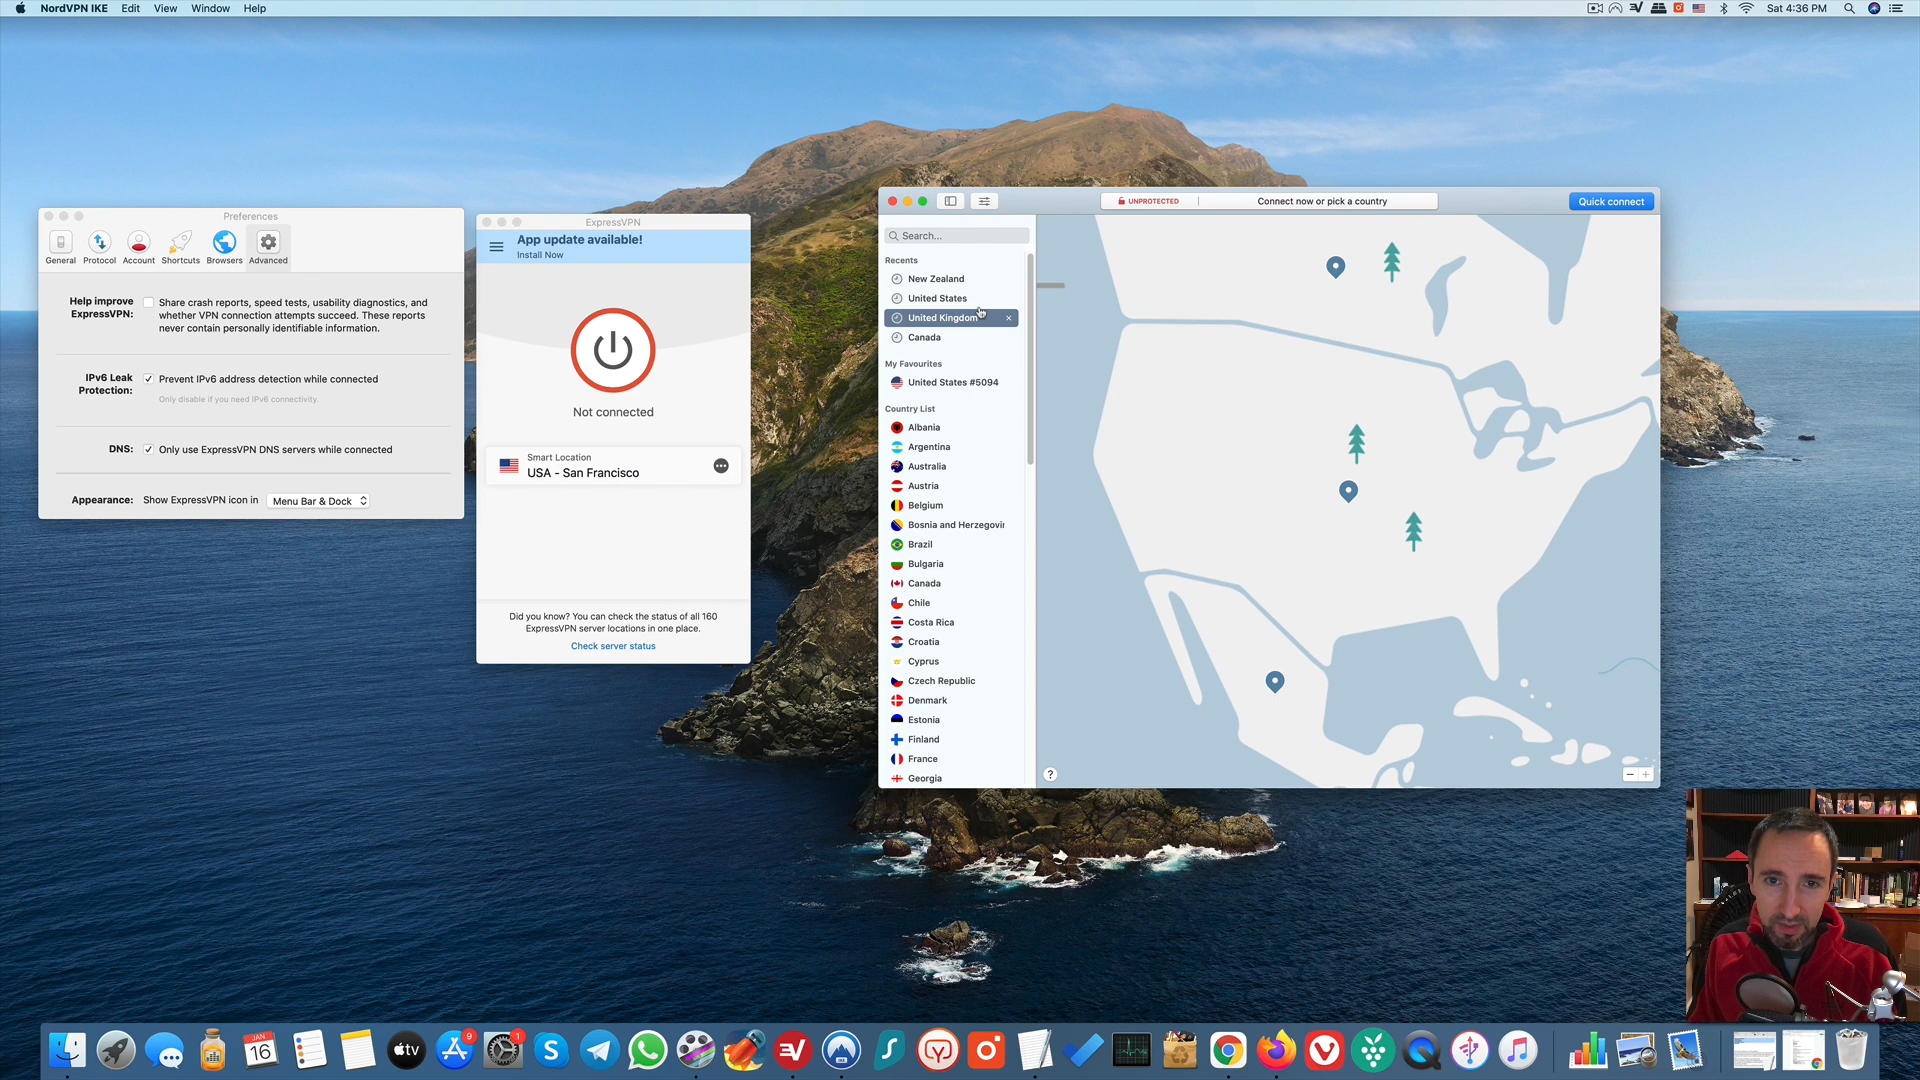 NordVPN IKE Edit View Window Help
Sat 4:36 PM
Preferences
General Protocol Account Shortcuts Browsers Advanced
Help improve ExpressVPN:
Share crash reports, speed tests, usability diagnostics, and
whether VPN connection attempts succeed. These reports
never contain personally identifiable information.
IPv6 Leak
Protection:
Prevent IPv6 address detection while connected
Only disable if you need IPv6 connectivity.
DNS: Only use ExpressVPN DNS servers while connected
Appearance: Show ExpressVPN icon in Menu Bar & Dock
ExpressVPN
App update available!
Install Now
Not connected
Smart Location
USA - San Francisco
Did you know? You can check the status of all 160
ExpressVPN server locations in one place.
Check server status
UNPROTECTED Connect now or pick a country Quick connect
Search...
Recents
New Zealand
United States
United Kingdom
Canada
My Favourites
United States #5094
Country List
Albania
Argentina
Australia
Austria
Belgium
Bosnia and Herzegovin
Brazil
Bulgaria
Canada
Chile
Costa Rica
Croatia
Cyprus
Czech Republic
Denmark
Estonia
Finland
France
Georgia
?
JAN
16
tv
9
1